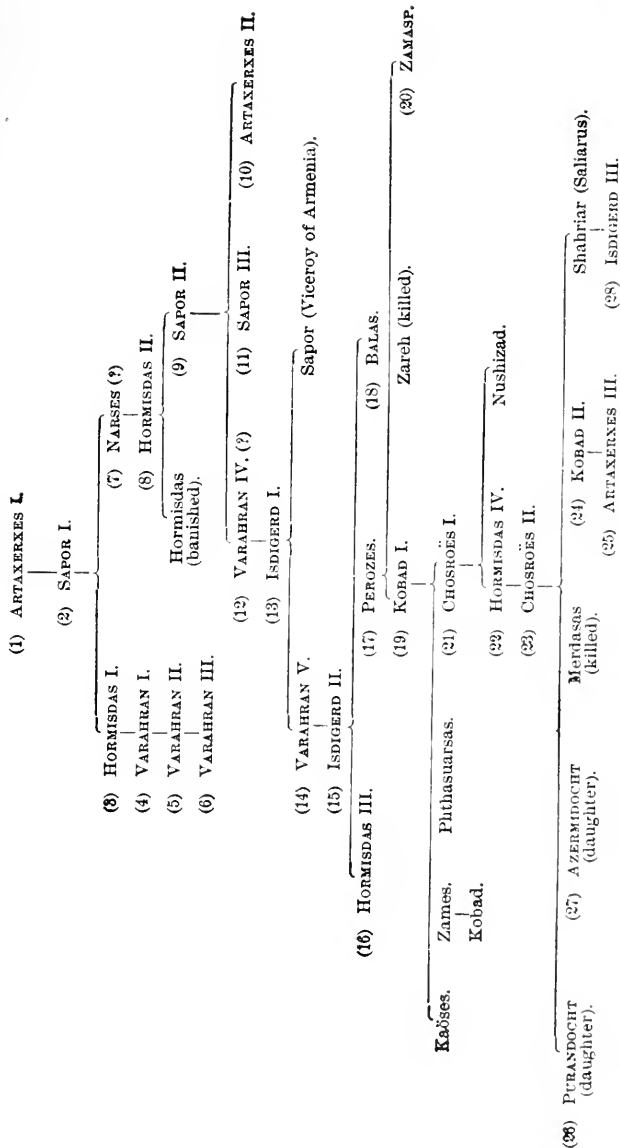 (1) ARTAXERXES I.
(2) SAPOR I.
(3) HORMISDAS I. (7) NARSES (?)
(4) VARAHRAN I. (8) HORMISDAS II.
(5) VARAHRAN II. Hormisdas (banished). (9) SAPOR II.
(6) VARAHRAN III.
(12) VARAHRAN IV. (?) (11) SAPOR III. (10) ARTAXERXES II.
(13) ISDIGERD I.
(14) VARAHRAN V. Sapor (Viceroy of Armenia).
(15) ISDIGERD II.
(16) HORMISDAS III. (17) PEROZES. (18) BALAS.
(19) KOBAD I. Zareh (killed). (20) ZAMASP.
Kaöses. Zames. Phthasuarsas. (21) CHOSROËS I.
Kobad. (22) HORMISDAS IV. Nushizad.
(23) CHOSROËS II.
(26) PURANDOCHT (daughter). (27) AZERMIDOCHT (daughter). Merdasas (killed). (24) KOBAD II. Shahriar (Saliarus).
(25) ARTAXERXES III. (28) ISDIGERD III.